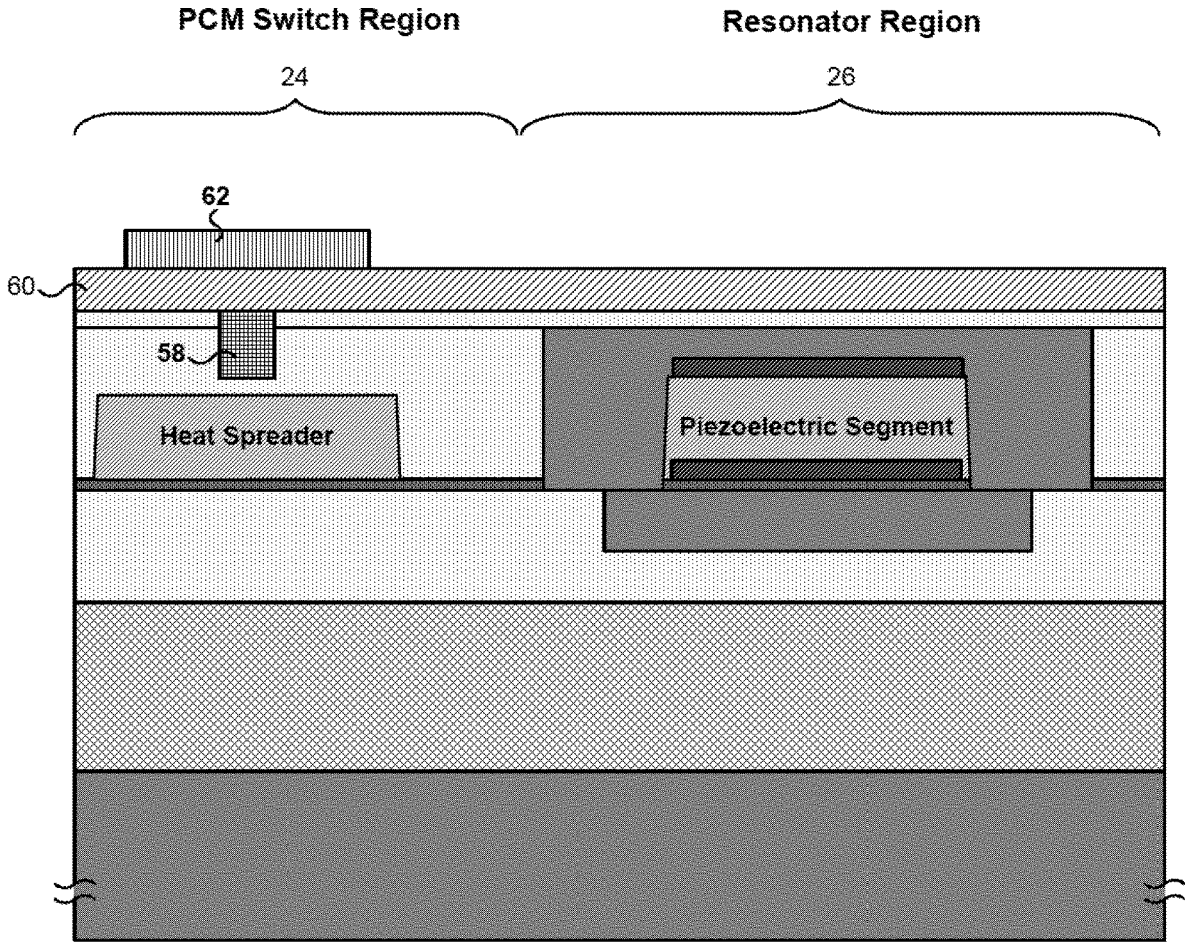 PCM Switch Region
Resonator Region
24
26
62
60
58
Heat Spreader
Piezoelectric Segment